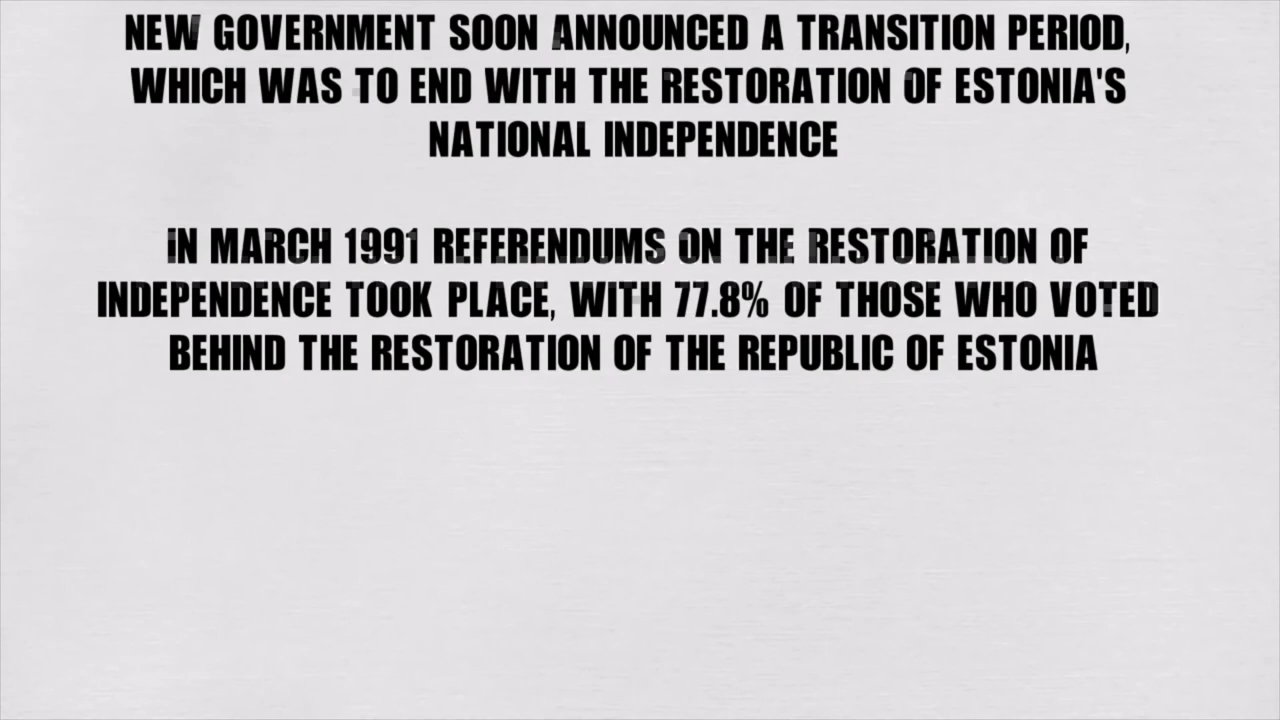 NEW GOVERNMENT SOON ANNOUNCED A TRANSITION PERIOD,
WHICH WAS TO END WITH THE RESTORATION OF ESTONIA'S
NATIONAL INDEPENDENCE
IN MARCH 1991 REFERENDUMS ON THE RESTORATION OF
INDEPENDENCE TOOK PLACE, WITH 77.8% OF THOSE WHO VOTED
BEHIND THE RESTORATION OF THE REPUBLIC OF ESTONIA